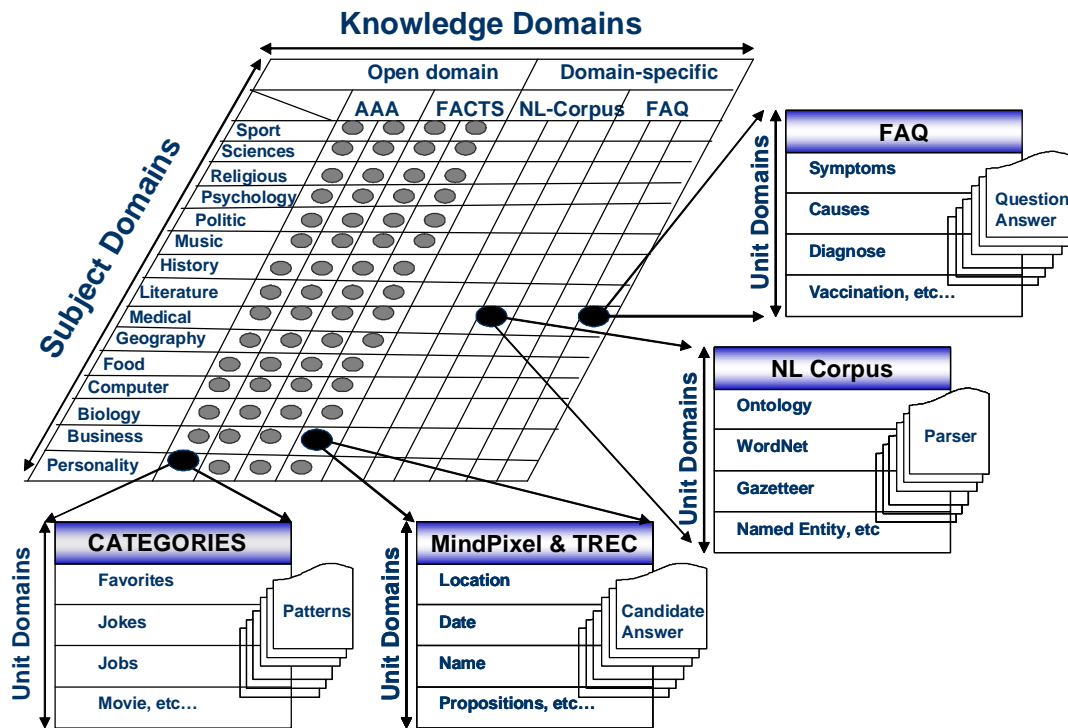 Knowledge Domains
Open domain
Domain-specific
AAA
FACTS
NL-Corpus
FAQ
Subject Domains
Sport
Sciences
Religious
Psychology
Politic
Music
History
Literature
Medical
Geography
Food
Computer
Biology
Business
Personality
Unit Domains
FAQ
Symptoms
Causes
Diagnose
Vaccination, etc…
Question
Answer
Unit Domains
NL Corpus
Ontology
WordNet
Gazetteer
Named Entity, etc
Parser
Unit Domains
CATEGORIES
Favorites
Jokes
Jobs
Movie, etc…
Patterns
Unit Domains
MindPixel & TREC
Location
Date
Name
Propositions, etc…
Candidate
Answer